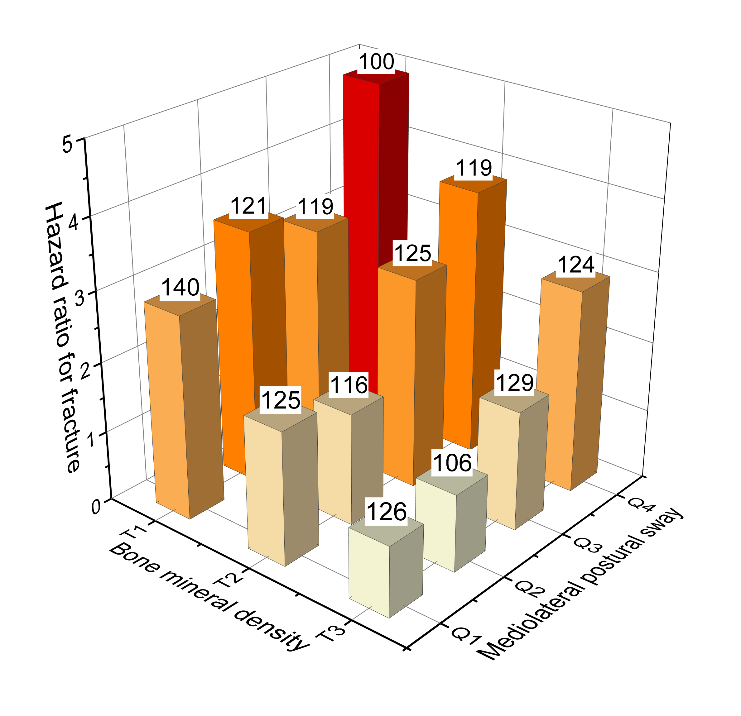 100
119
121
119
125
124
140
116
129
125
106
126
5
4
3
2
1
0
Hazard ratio for fracture
T1
T2
T3
Bone mineral density
Q1
Q2
Q3
Q4
Mediolateral postural sway